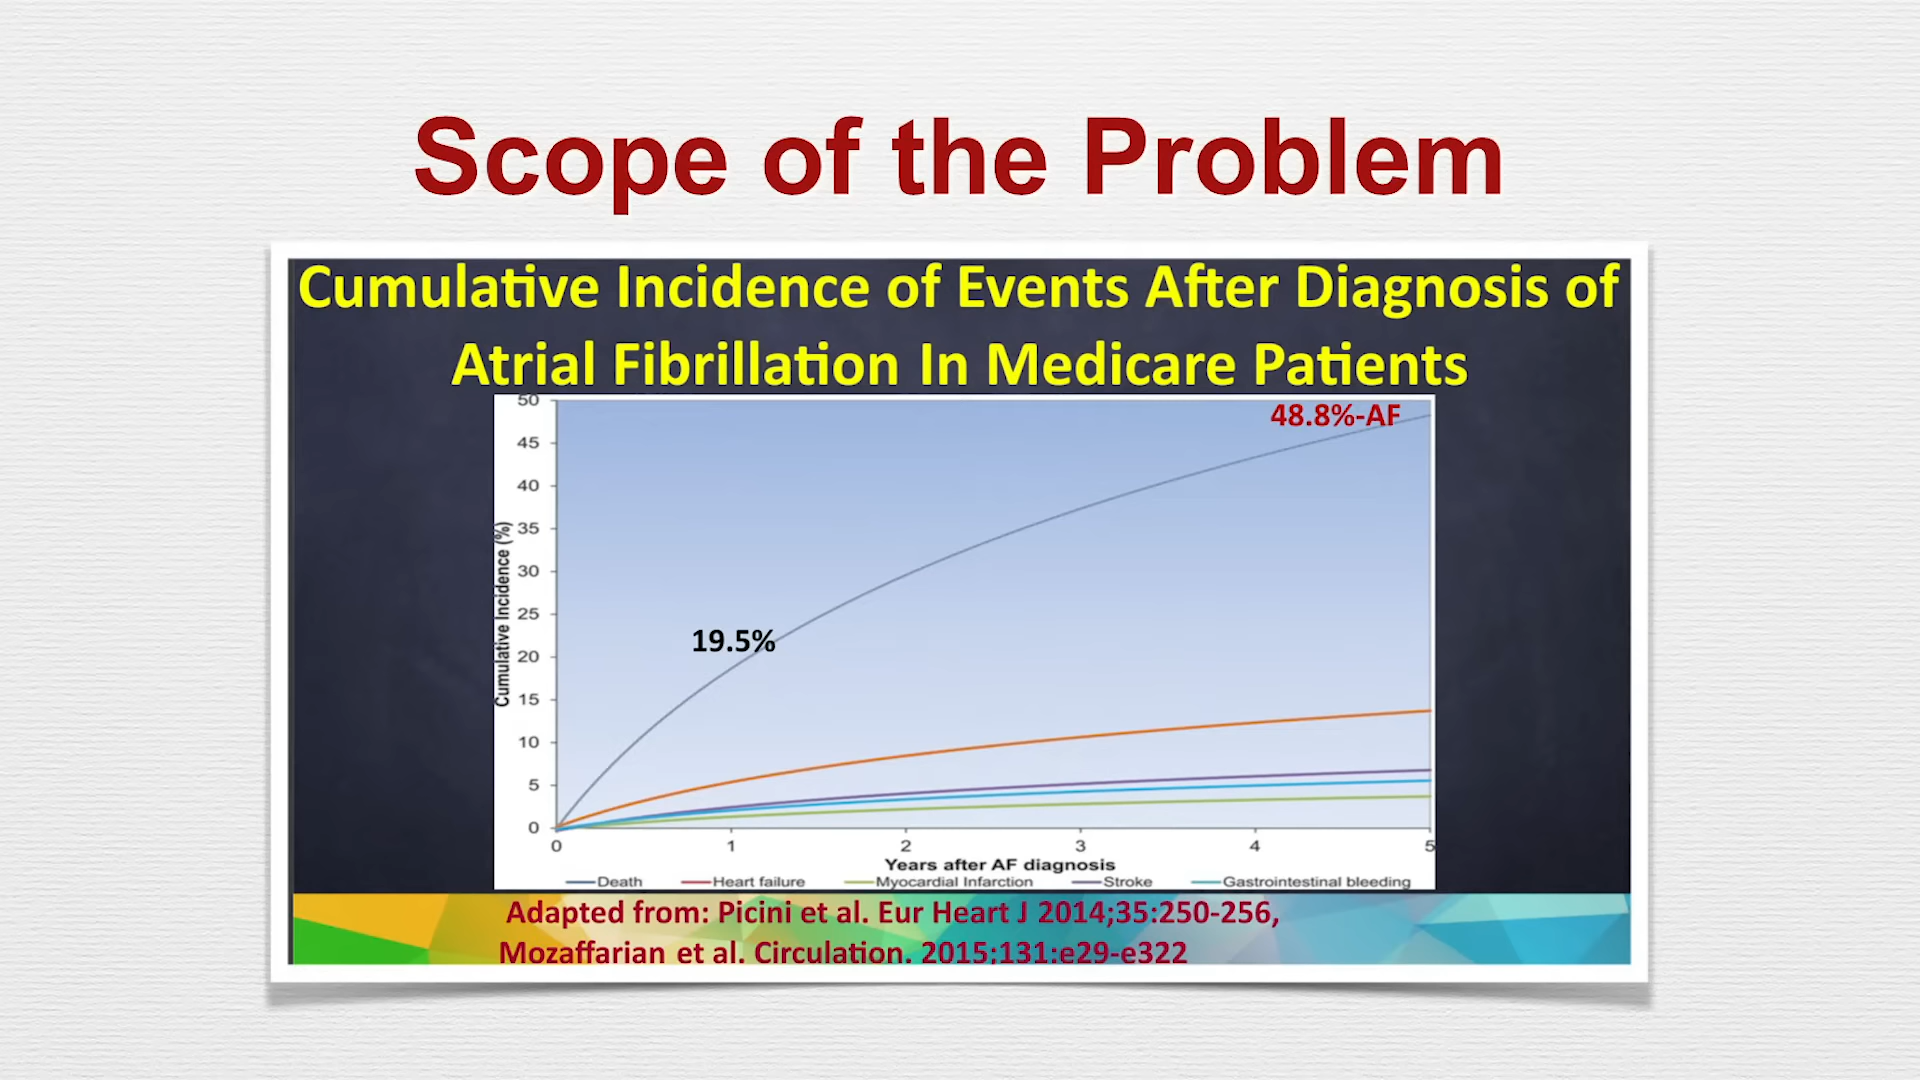 Scope of the Problem
Cumulative Incidence of Events After Diagnosis of
Atrial Fibrillation In Medicare Patients
50
45
40
35
30
25
20
15
10
5
0
Cumulative Incidence (%)
48.8%-AF
19.5%
0 1 2 3 4 5
Years after AF diagnosis
Death Heart failure Myocardial Infarction Stroke Gastrointestinal bleeding
Adapted from: Picini et al. Eur Heart J 2014;35:250-256,
Mozaffarian et al. Circulation. 2015;131:e29-e322